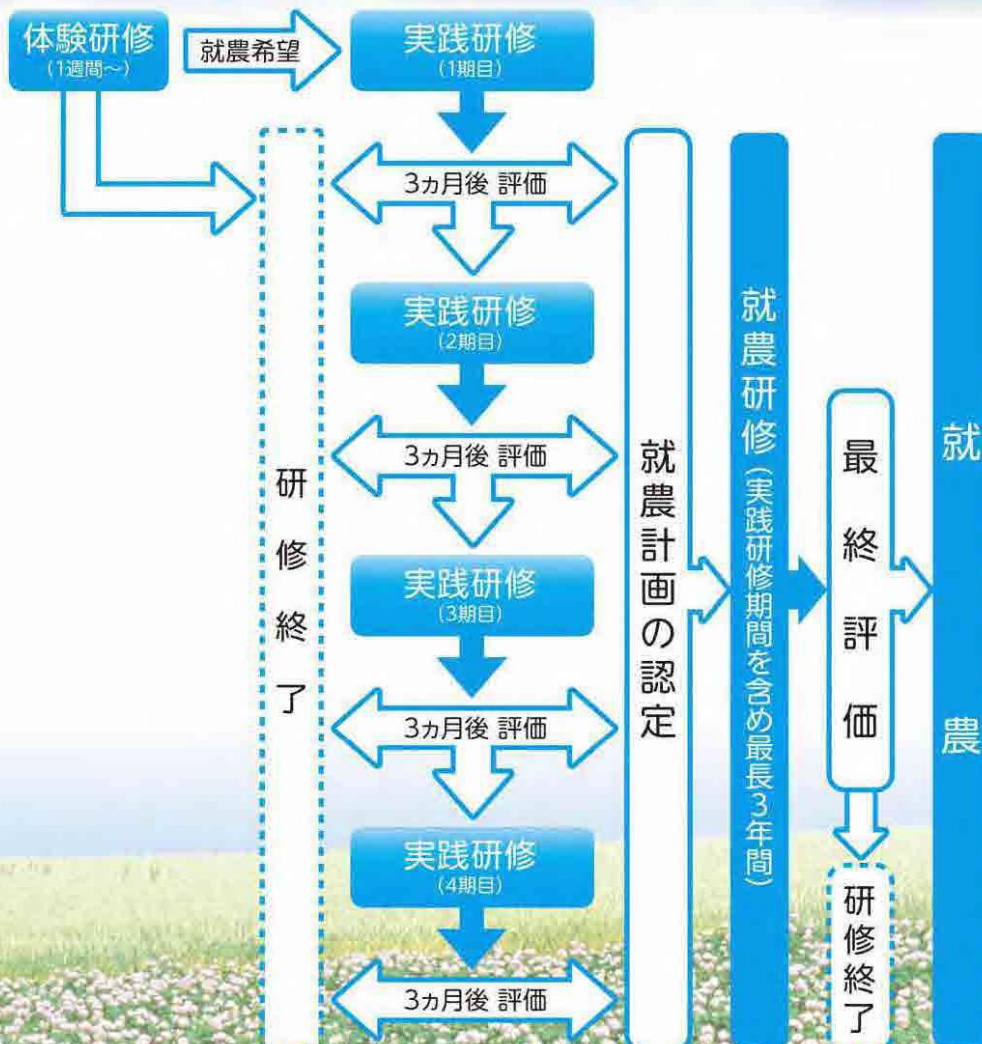 体験研修
(1週間～)
就農希望
実践研修
(1期目)
3ヵ月後 評価
実践研修
(2期目)
3ヵ月後 評価
実践研修
(3期目)
3ヵ月後 評価
実践研修
(4期目)
3ヵ月後 評価
研修終了
就農計画の認定
就農研修(実践研修期間を含め最長3年間)
最終評価
研修終了
就農